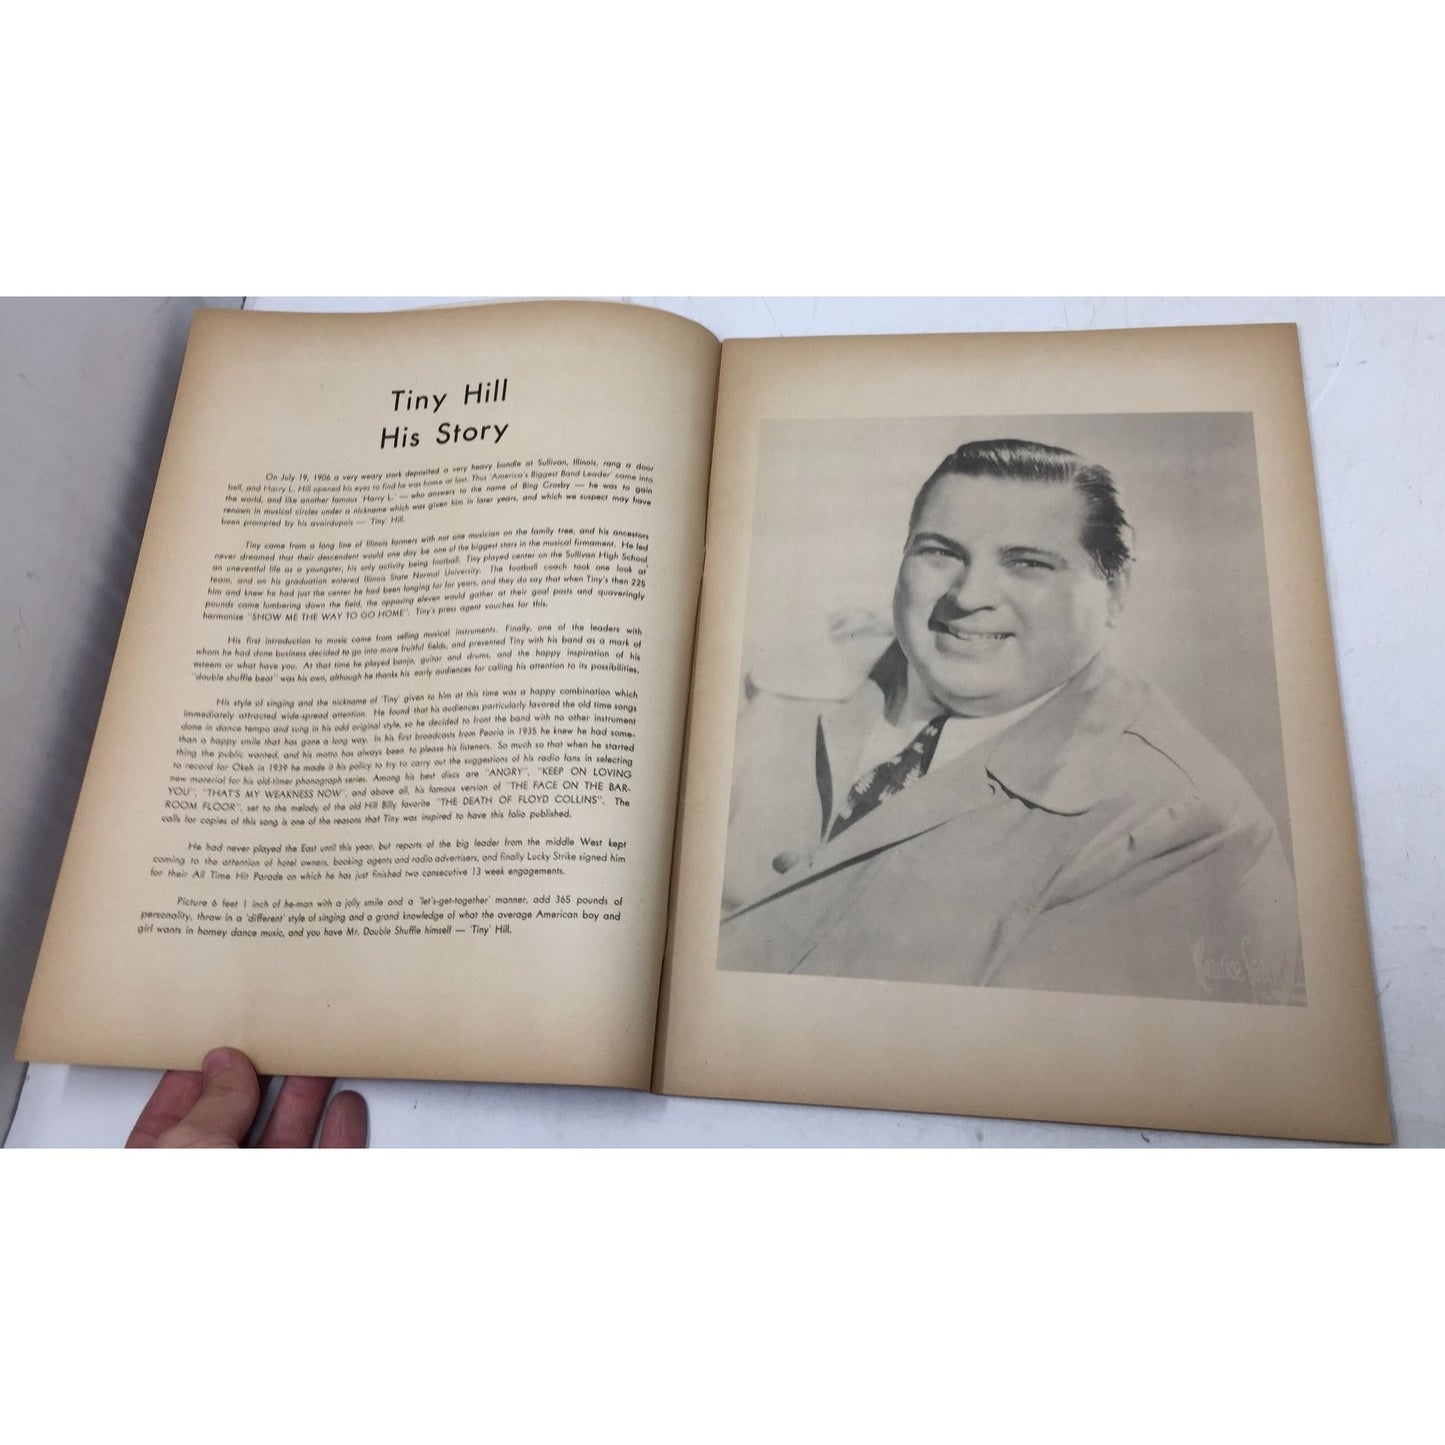 Tiny Hill
His Story
On July 19, 1906 a very weary stork deposited a very heavy bundle at Sullivan, Illinois, rang a door
bell, and Harry L. Hill opened his eyes to find he was home at last. Thus 'America's Biggest Band Leader' came into
the world, and like another famous 'Harry L.' — who answers to the name of Bing Crosby — he was to gain
renown in musical circles under a nickname which was given him in later years, and which we suspect may have
been prompted by his avoirdupois — 'Tiny' Hill.
Tiny came from a long line of Illinois farmers with not one musician on the family tree, and his ancestors
never dreamed that their descendent would one day be one of the biggest stars in the musical firmament. He led
an uneventful life as a youngster, his only activity being football. Tiny played center on the Sullivan High School
team, and on his graduation entered Illinois State Normal University. The football coach took one look at
him and knew he had just the center he had been longing for for years, and they do say that when Tiny's then 225
pounds came lumbering down the field, the opposing eleven would gather at their goal posts and quaveringly
harmonize "SHOW ME THE WAY TO GO HOME". Tiny's press agent vouches for this.
His first introduction to music came from selling musical instruments. Finally, one of the leaders with
whom he had done business decided to go into more fruitful fields, and presented Tiny with his band as a mark of
esteem or what have you. At that time he played banjo, guitar and drums, and the happy inspiration of his
"double shuffle beat" was his own, although he thanks his early audiences for calling his attention to its possibilities.
His style of singing and the nickname of 'Tiny' given to him at this time was a happy combination which
immediately attracted wide-spread attention. He found that his audiences particularly favored the old time songs
done in dance tempo and sung in his odd original style, so he decided to front the band with no other instrument
than a happy smile that has gone a long way. In his first broadcasts from Peoria in 1935 he knew he had some-
thing the public wanted, and his motto has always been to please his listeners. So much so that when he started
to record for Okeh in 1939 he made it his policy to try to carry out the suggestions of his radio fans in selecting
new material for his old-timer phonograph series. Among his best discs are "ANGRY", "KEEP ON LOVING
YOU", "THAT'S MY WEAKNESS NOW", and above all, his famous version of "THE FACE ON THE BAR-
ROOM FLOOR", set to the melody of the old Hill Billy favorite "THE DEATH OF FLOYD COLLINS". The
calls for copies of this song is one of the reasons that Tiny was inspired to have this folio published.
He had never played the East until this year, but reports of the big leader from the middle West kept
coming to the attention of hotel owners, booking agents and radio advertisers, and finally Lucky Strike signed him
for their All Time Hit Parade on which he has just finished two consecutive 13 week engagements.
Picture 6 feet 1 inch of he-man with a jolly smile and a 'let's-get-together' manner, add 365 pounds of
personality, throw in a 'different' style of singing and a grand knowledge of what the average American boy and
girl wants in homey dance music, and you have Mr. Double Shuffle himself — 'Tiny' Hill.